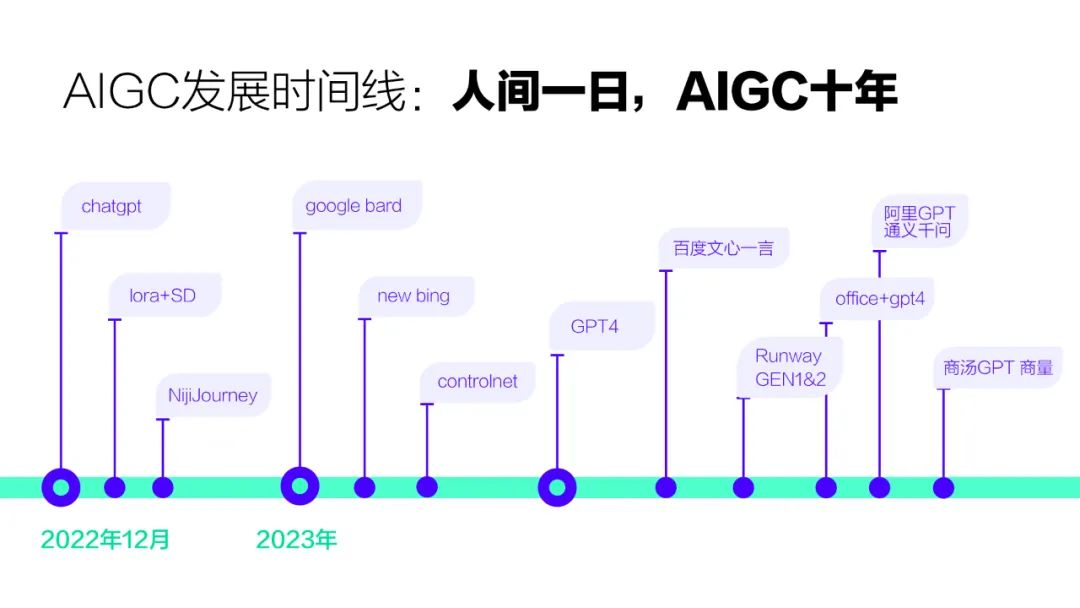 AIGC发展时间线：人间一日，AIGC十年
chatgpt
lora+SD
NijiJourney
google bard
new bing
controlnet
GPT4
百度文心一言
Runway
GEN1&2
office+gpt4
阿里GPT
通义千问
商汤GPT 商量
2022年12月
2023年